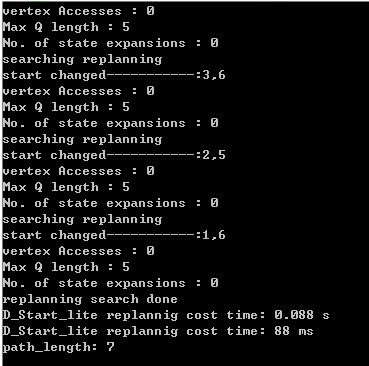 vertex Accesses : 0
Max Q length : 5
No. of state expansions : 0
searching replanning
start changed-----------:3,6
vertex Accesses : 0
Max Q length : 5
No. of state expansions : 0
searching replanning
start changed-----------:2,5
vertex Accesses : 0
Max Q length : 5
No. of state expansions : 0
searching replanning
start changed-----------:1,6
vertex Accesses : 0
Max Q length : 5
No. of state expansions : 0
replanning search done
D_Start_lite replannig cost time: 0.088 s
D_Start_lite replannig cost time: 88 ms
path_length: 7